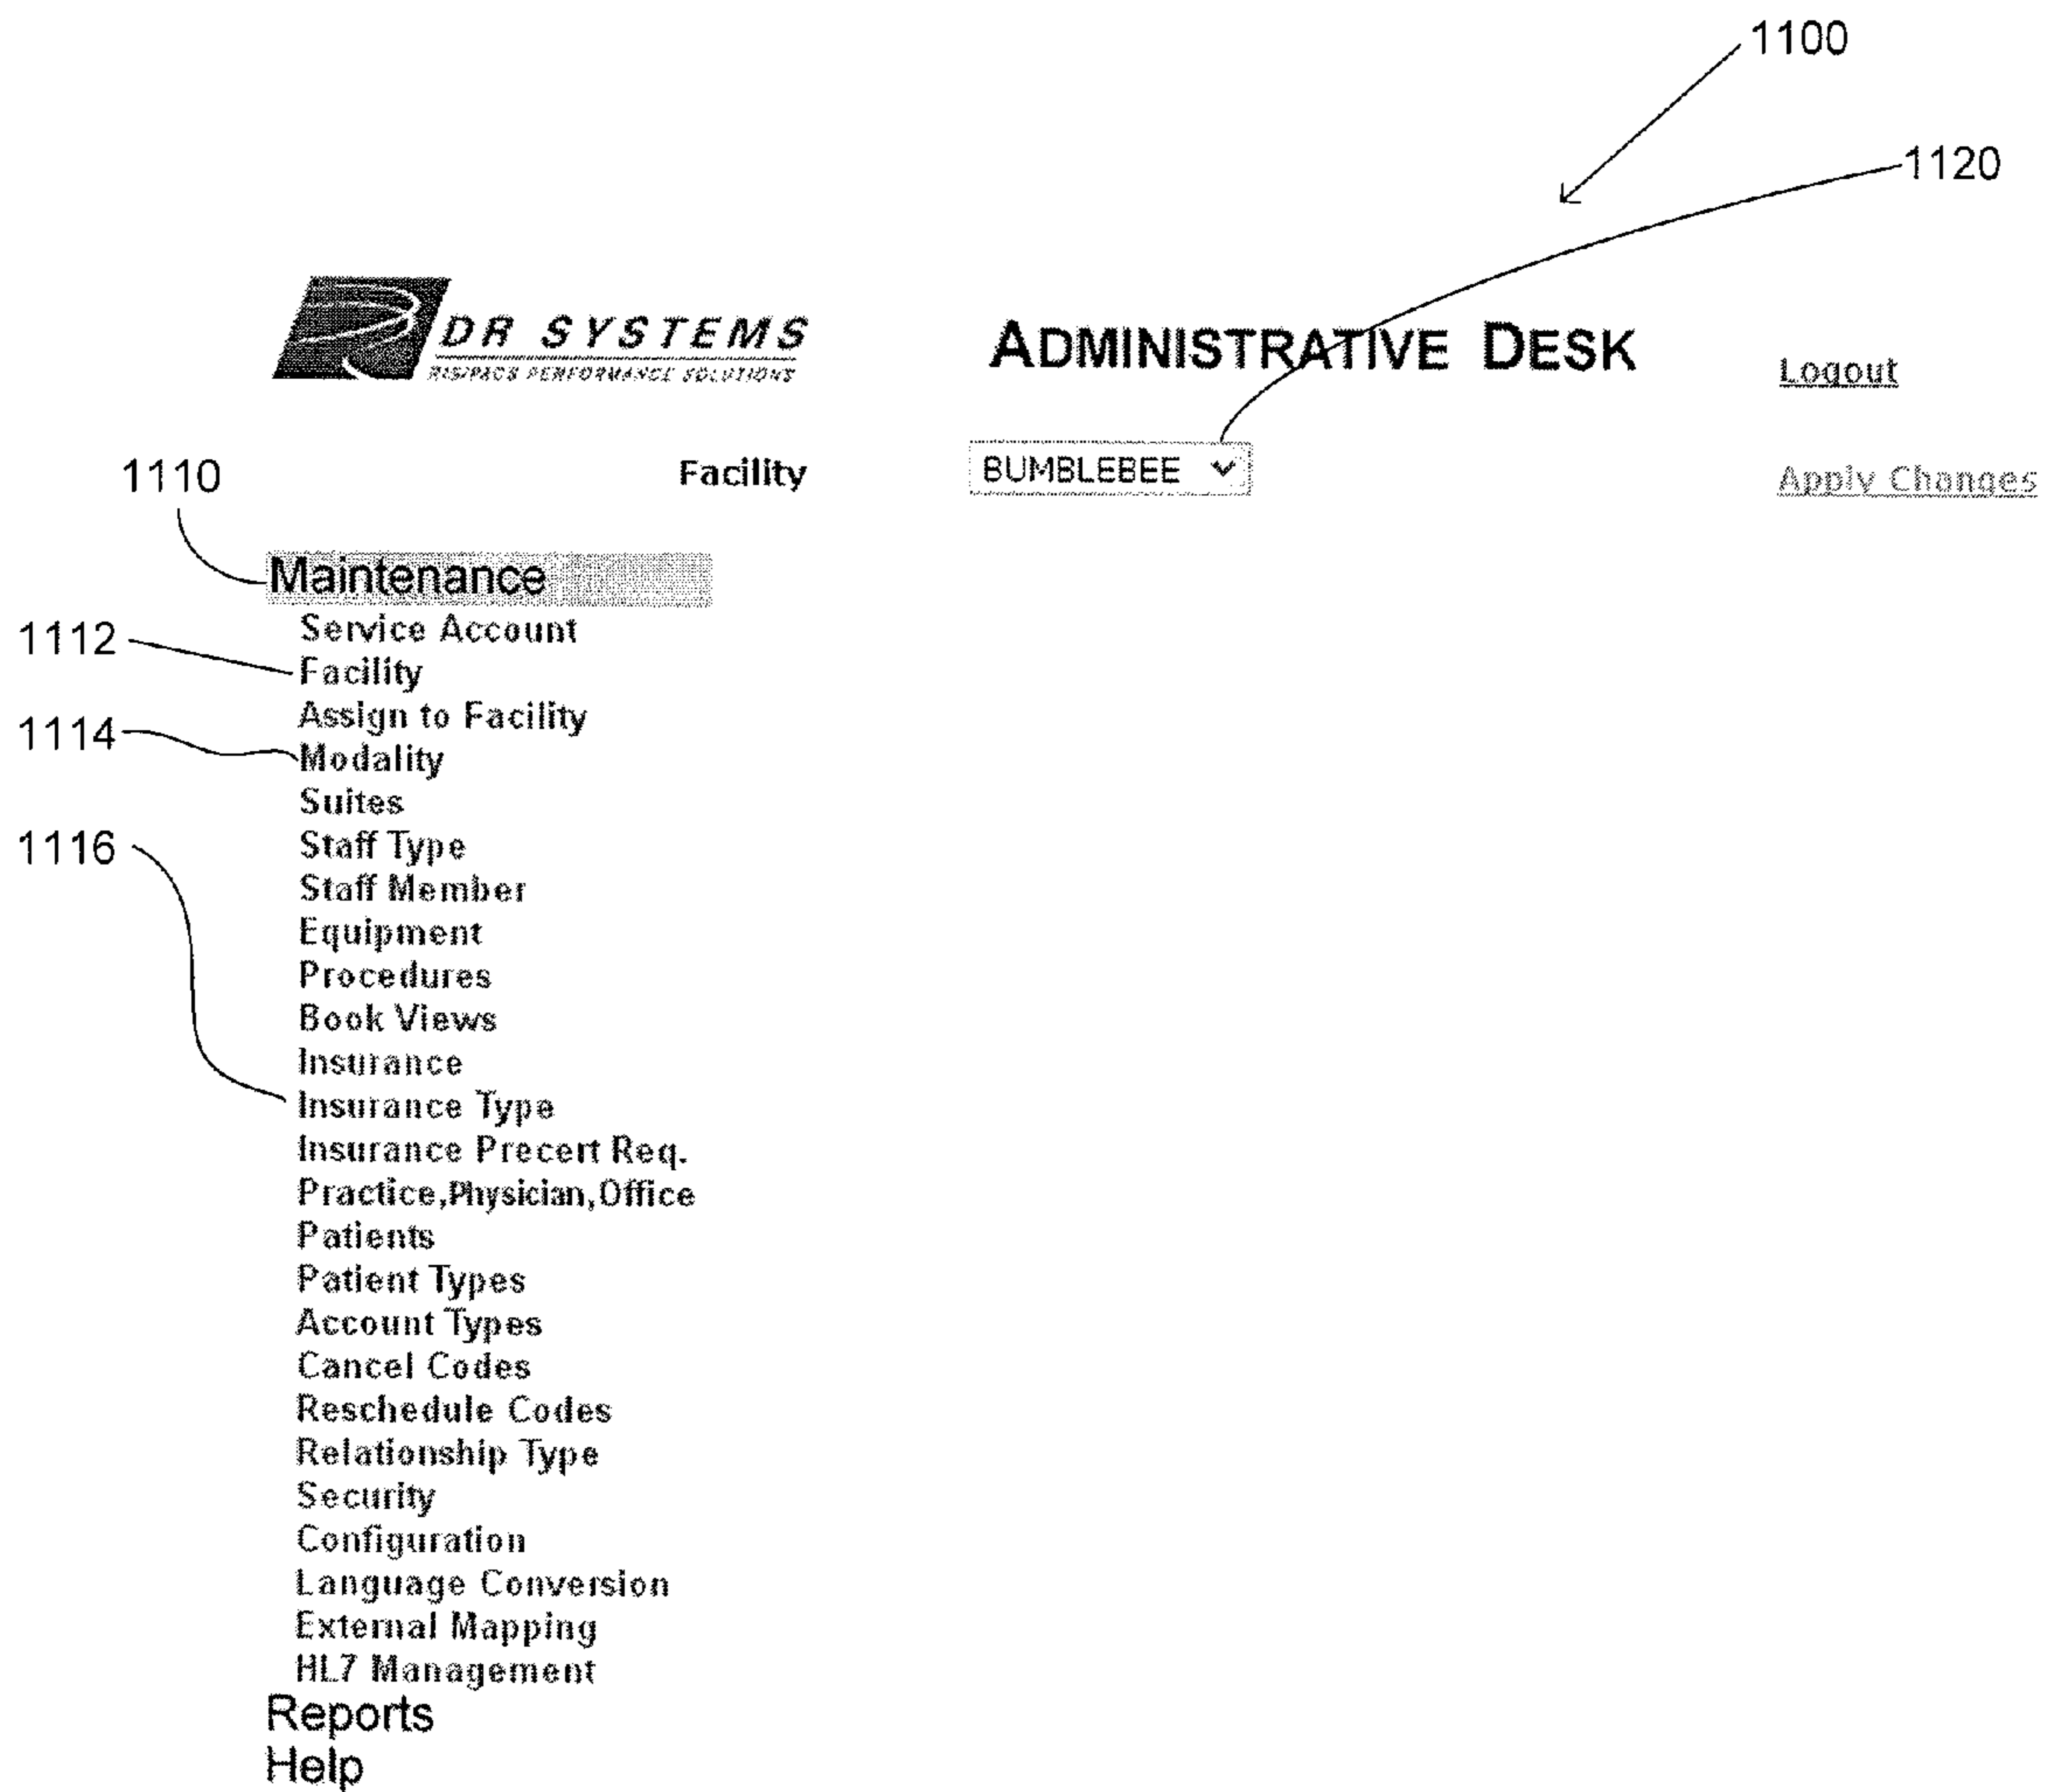 1100
1120
DR SYSTEMS
RIS/PACS PERFORMANCE SOLUTIONS
ADMINISTRATIVE DESK
Logout
1110
Facility
BUMBLEBEE
Apply Changes
Maintenance
Service Account
1112
Facility
Assign to Facility
1114
Modality
Suites
1116
Staff Type
Staff Member
Equipment
Procedures
Book Views
Insurance
Insurance Type
Insurance Precert Req.
Practice,Physician,Office
Patients
Patient Types
Account Types
Cancel Codes
Reschedule Codes
Relationship Type
Security
Configuration
Language Conversion
External Mapping
HL7 Management
Reports
Help